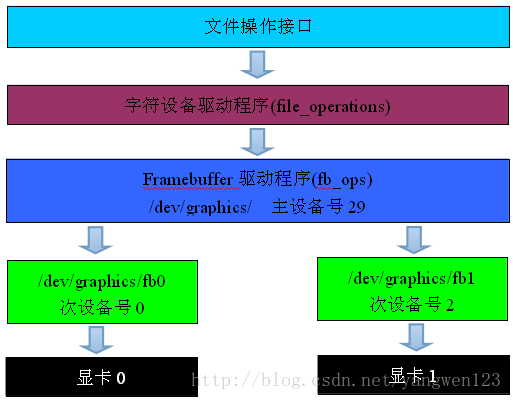 文件操作接口
字符设备驱动程序(file_operations)
Framebuffer 驱动程序(fb_ops)
/dev/graphics/ 主设备号 29
/dev/graphics/fb0
次设备号 0
/dev/graphics/fb1
次设备号 2
显卡 0
显卡 1
http://blog.csdn.net/yangwen123